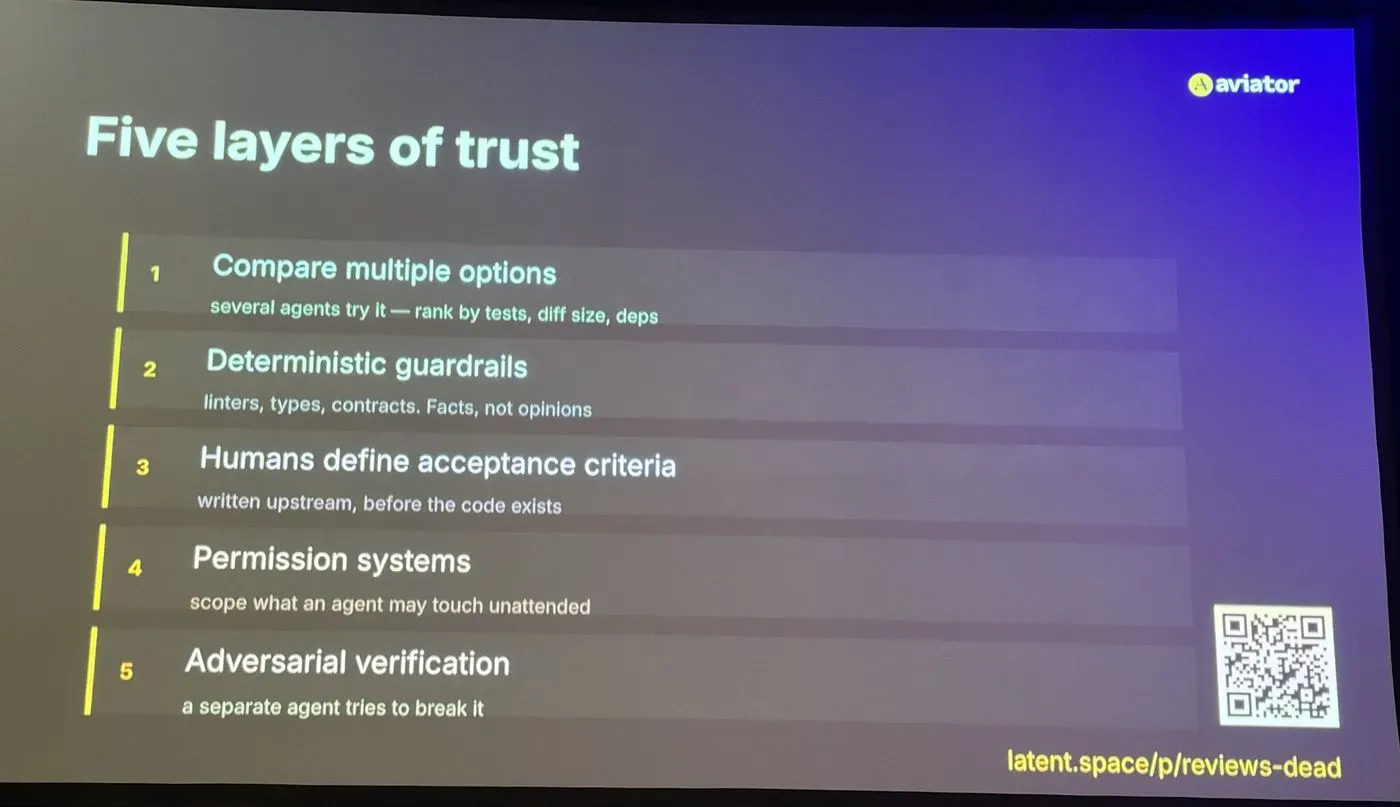 aviator
Five layers of trust
1
Compare multiple options
several agents try it — rank by tests, diff size, deps
2
Deterministic guardrails
linters, types, contracts. Facts, not opinions
3
Humans define acceptance criteria
written upstream, before the code exists
4
Permission systems
scope what an agent may touch unattended
5
Adversarial verification
a separate agent tries to break it
latent.space/p/reviews-dead